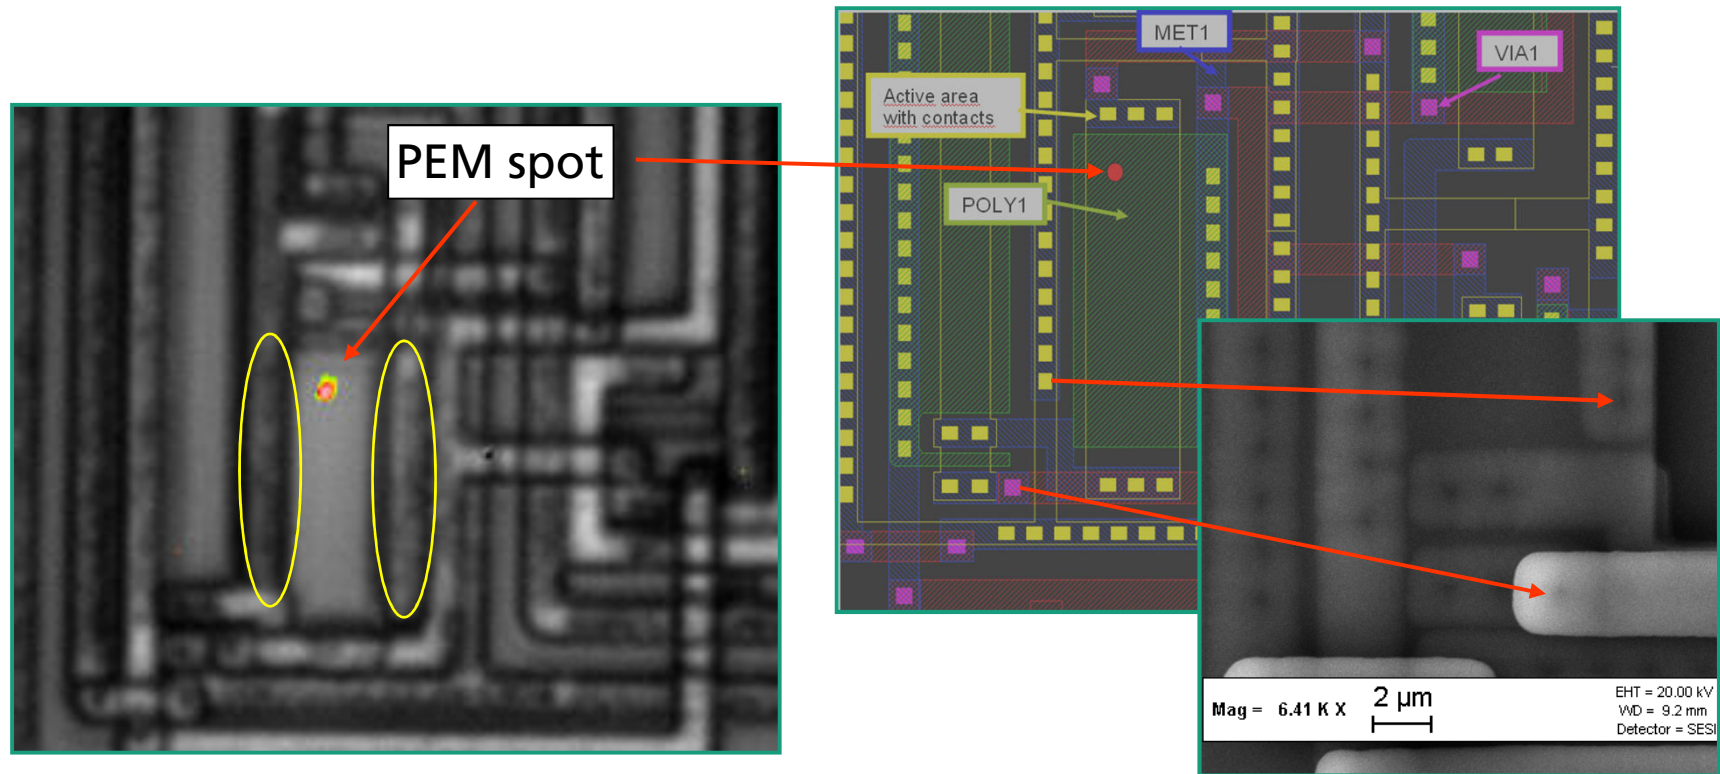 PEM spot
MET1
VIA1
Active area
with contacts
POLY1
Mag = 6.41 K X
2 µm
EHT = 20.00 kV
WD = 9.2 mm
Detector = SESI